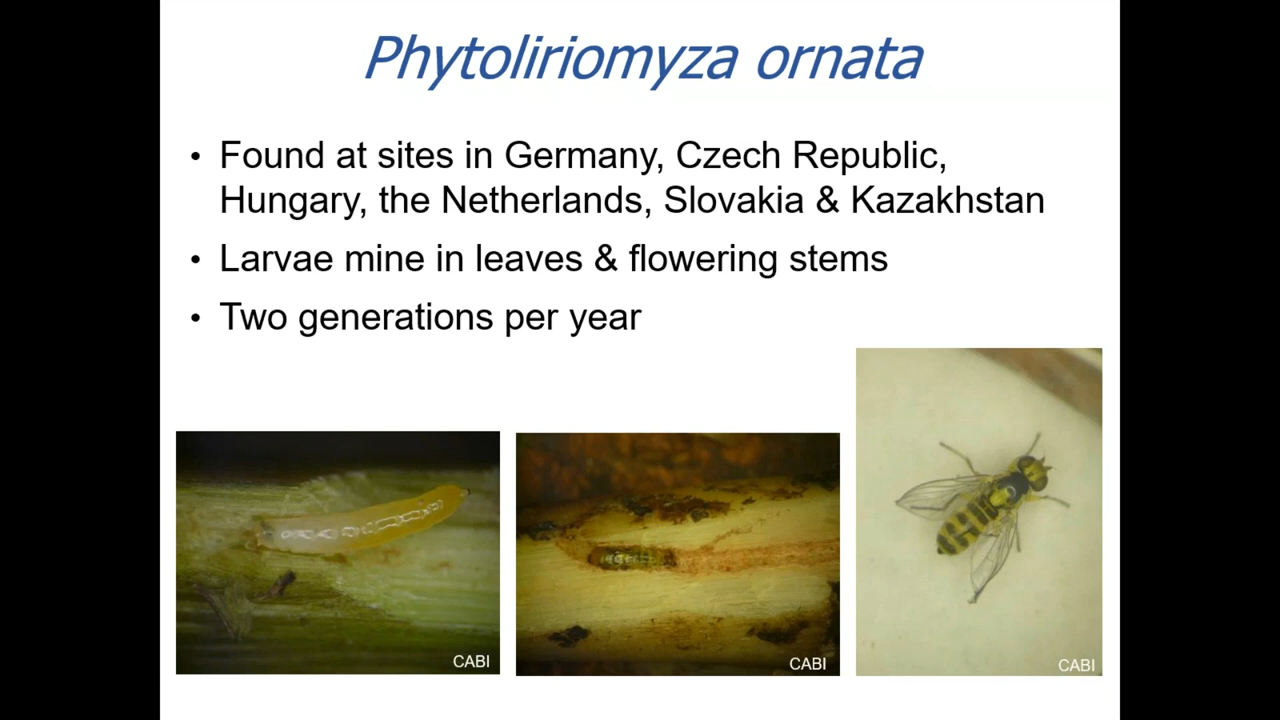 Phytoliriomyza ornata
• Found at sites in Germany, Czech Republic,
Hungary, the Netherlands, Slovakia & Kazakhstan
• Larvae mine in leaves & flowering stems
• Two generations per year
CABI
CABI
CABI